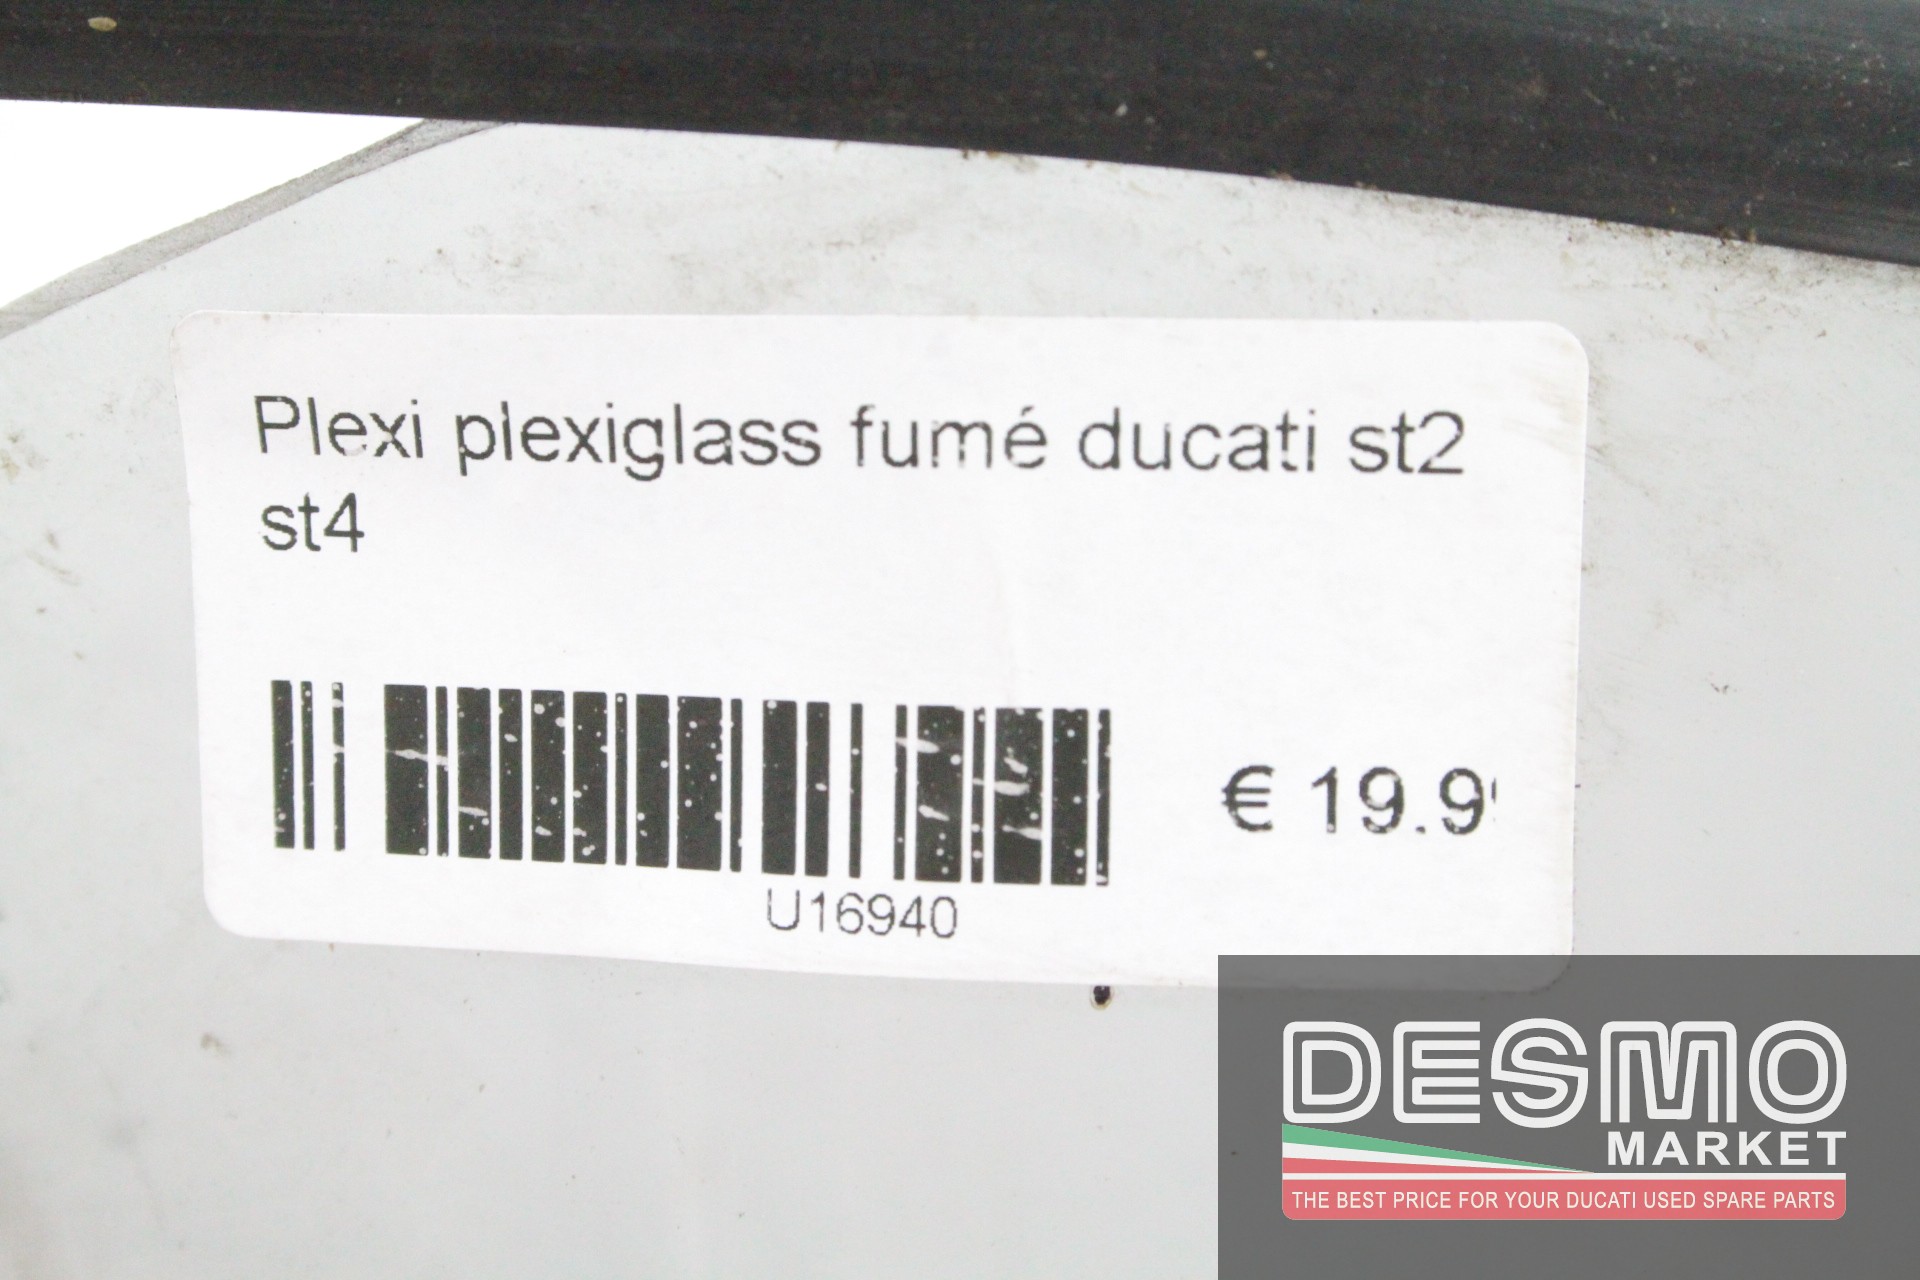 Plexi plexiglass fumé ducati st2
st4
€ 19.9
U16940
DESMO
MARKET
THE BEST PRICE FOR YOUR DUCATI USED SPARE PARTS